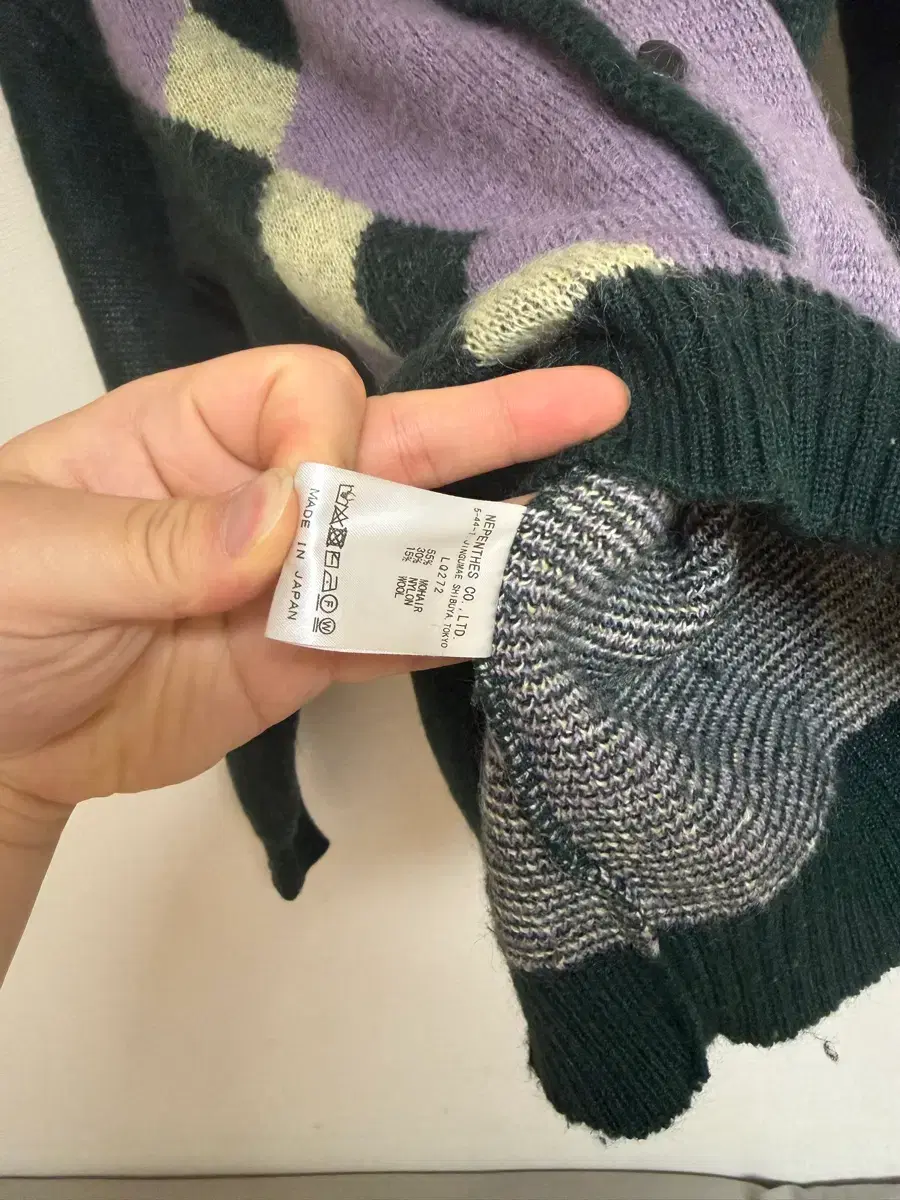 NEPENTHES CO.,LTD.
5-44-1 JINGUMAE SHIBUYA TOKYO
LQ272
55% MOHAIR
30% NYLON
15% WOOL
F W
MADE IN JAPAN